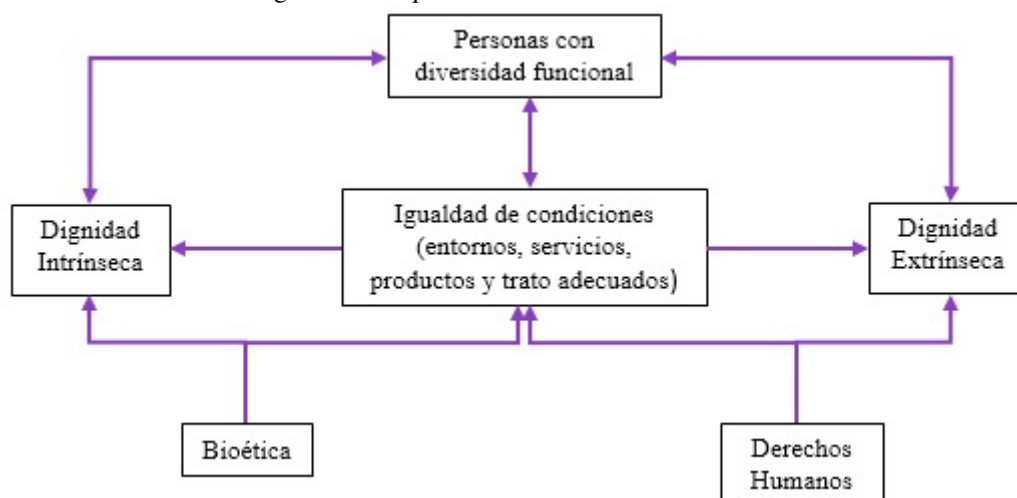 Personas con
diversidad funcional
Dignidad
Intrínseca
Igualdad de condiciones
(entornos, servicios,
productos y trato adecuados)
Dignidad
Extrínseca
Bioética
Derechos
Humanos